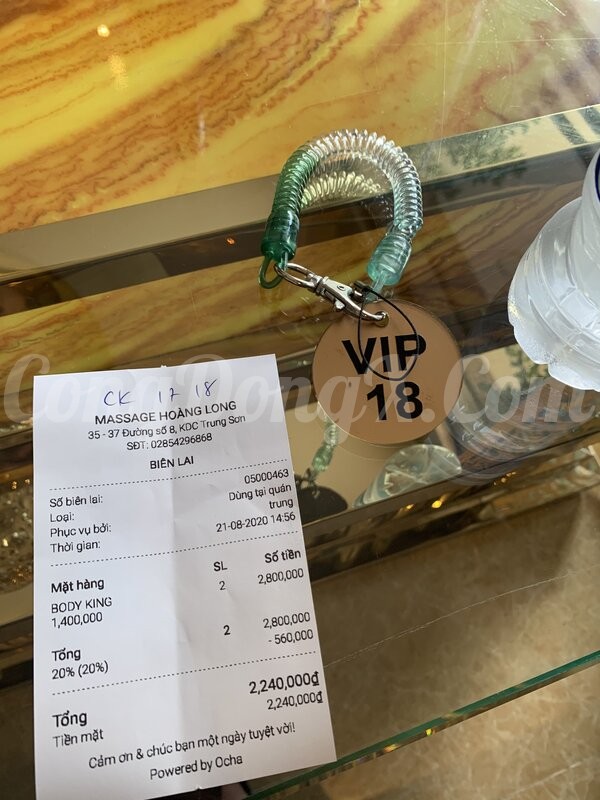 VIP
18
CK 17 18
MASSAGE HOÀNG LONG
35 - 37 Đường số 8, KDC Trung Sơn
SĐT: 02854296868
BIÊN LAI
Số biên lai: 05000463
Loại: Dùng tại quán
Phục vụ bởi: trung
Thời gian: 21-08-2020 14:56
Mặt hàng SL Số tiền
BODY KING 2 2,800,000
1,400,000
Tổng 2 2,800,000
20% (20%) - 560,000
Tổng 2,240,000₫
Tiền mặt 2,240,000₫
Cảm ơn & chúc bạn một ngày tuyệt vời!
Powered by Ocha